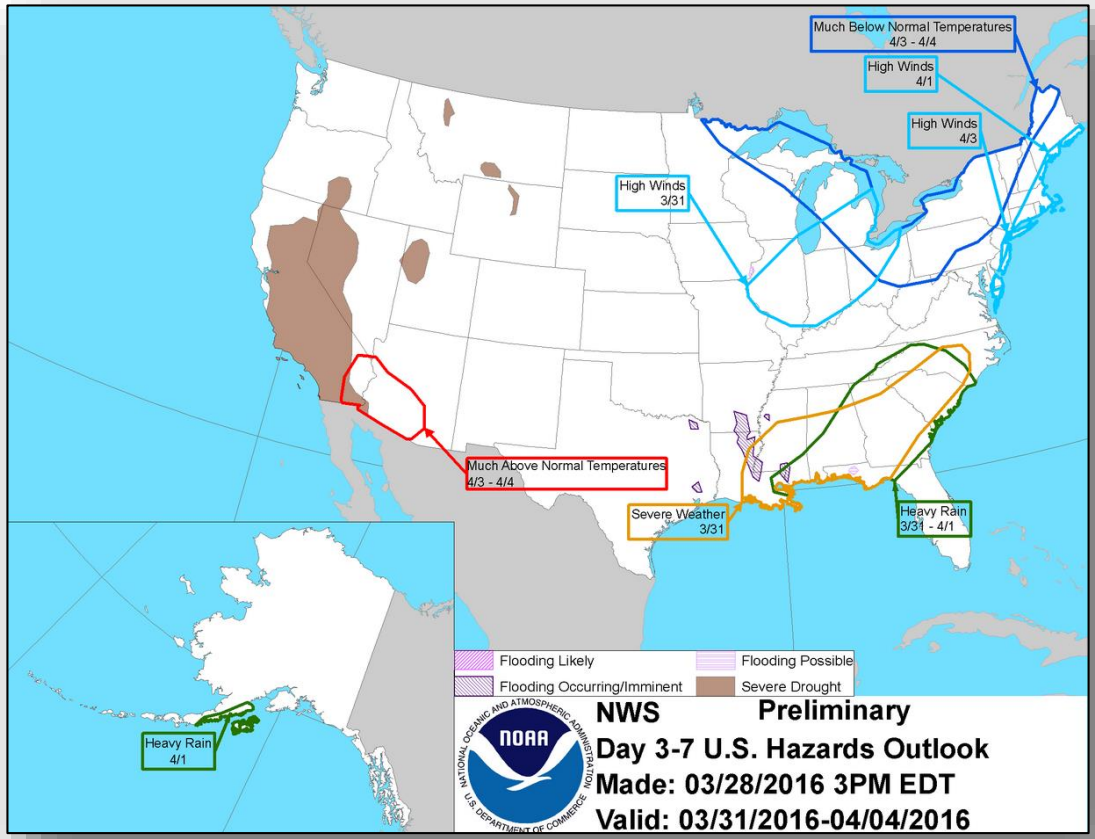 Much Below Normal Temperatures
4/3 - 4/4
High Winds
4/1
High Winds
4/3
High Winds
3/31
Much Above Normal Temperatures
4/3 - 4/4
Severe Weather
3/31
Heavy Rain
3/31 - 4/1
Heavy Rain
4/1
Flooding Likely
Flooding Possible
Flooding Occurring/Imminent
Severe Drought
NATIONAL OCEANIC AND ATMOSPHERIC ADMINISTRATION
NOAA
U.S. DEPARTMENT OF COMMERCE
NWS Preliminary
Day 3-7 U.S. Hazards Outlook
Made: 03/28/2016 3PM EDT
Valid: 03/31/2016-04/04/2016